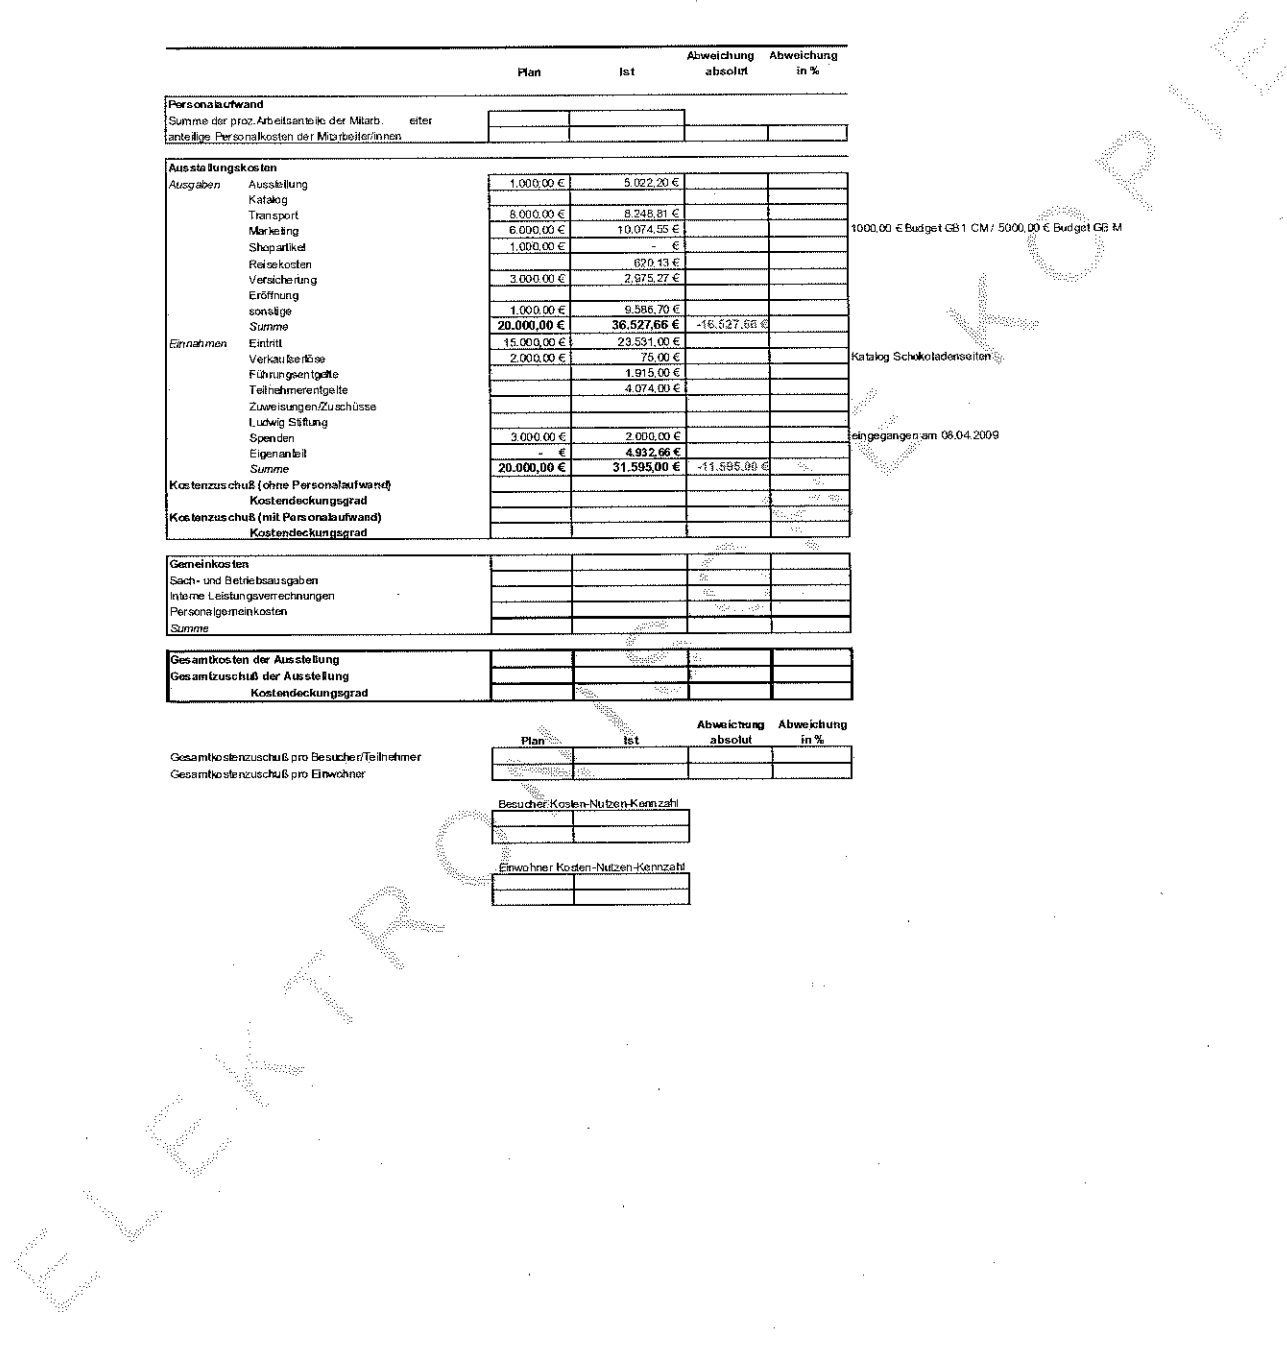 Abweichung Abweichung
Plan Ist absolut in %
Personalaufwand
Summe der proz. Arbeitsanteile der Mitarb. eiter
anteilige Personalkosten der Mitarbeiter/innen
Ausstellungskosten
Ausgaben Ausstellung 1.000,00 € 5.022,20 €
Katalog
Transport 8.000,00 € 8.248,81 €
Marketing 6.000,00 € 10.074,55 € 1000,00 € Budget GB 1 CM / 5000,00 € Budget GB M
Shopartikel 1.000,00 € - €
Reisekosten 620,13 €
Versicherung 3.000,00 € 2.975,27 €
Eröffnung
sonstige 1.000,00 € 9.586,70 €
Summe 20.000,00 € 36.527,66 € -16.527,66 €
Einnahmen Eintritt 15.000,00 € 23.531,00 €
Verkaufserlöse 2.000,00 € 75,00 € Katalog Schokoladenseiten
Führungsentgelte 1.915,00 €
Teilnehmerentgelte 4.074,00 €
Zuweisungen/Zuschüsse
Ludwig Stiftung
Spenden 3.000,00 € 2.000,00 € eingegangen am 06.04.2009
Eigenanteil - € 4.932,66 €
Summe 20.000,00 € 31.595,00 € -11.595,00 €
Kostenzuschuß (ohne Personalaufwand)
Kostendeckungsgrad
Kostenzuschuß (mit Personalaufwand)
Kostendeckungsgrad
Gemeinkosten
Sach- und Betriebsausgaben
Interne Leistungsverrechnungen
Personalgemeinkosten
Summe
Gesamtkosten der Ausstellung
Gesamtzuschuß der Ausstellung
Kostendeckungsgrad
Abweichung Abweichung
Plan Ist absolut in %
Gesamtkostenzuschuß pro Besucher/Teilnehmer
Gesamtkostenzuschuß pro Einwohner
Besucher Kosten-Nutzen-Kennzahl
Einwohner Kosten-Nutzen-Kennzahl
ELEKTRONISCHE KOPIE